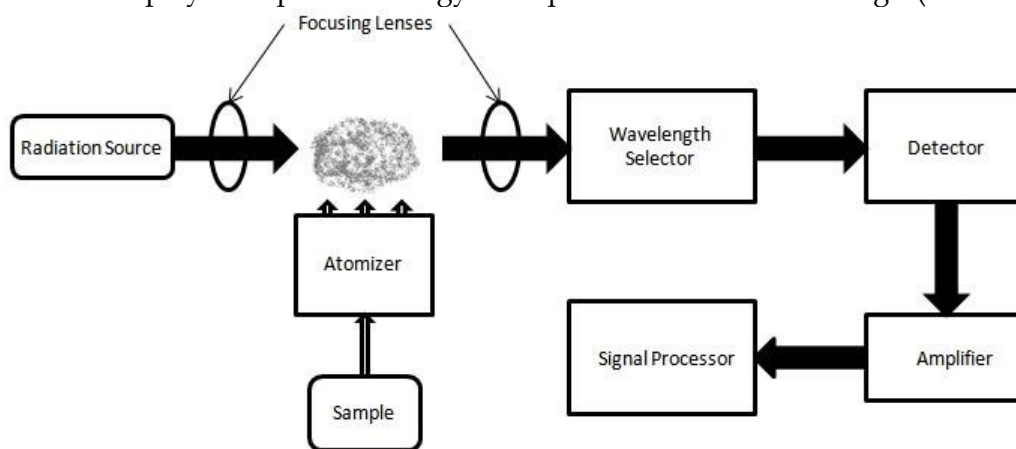 Focusing Lenses
Radiation Source
Wavelength
Selector
Detector
Atomizer
Signal Processor
Amplifier
Sample